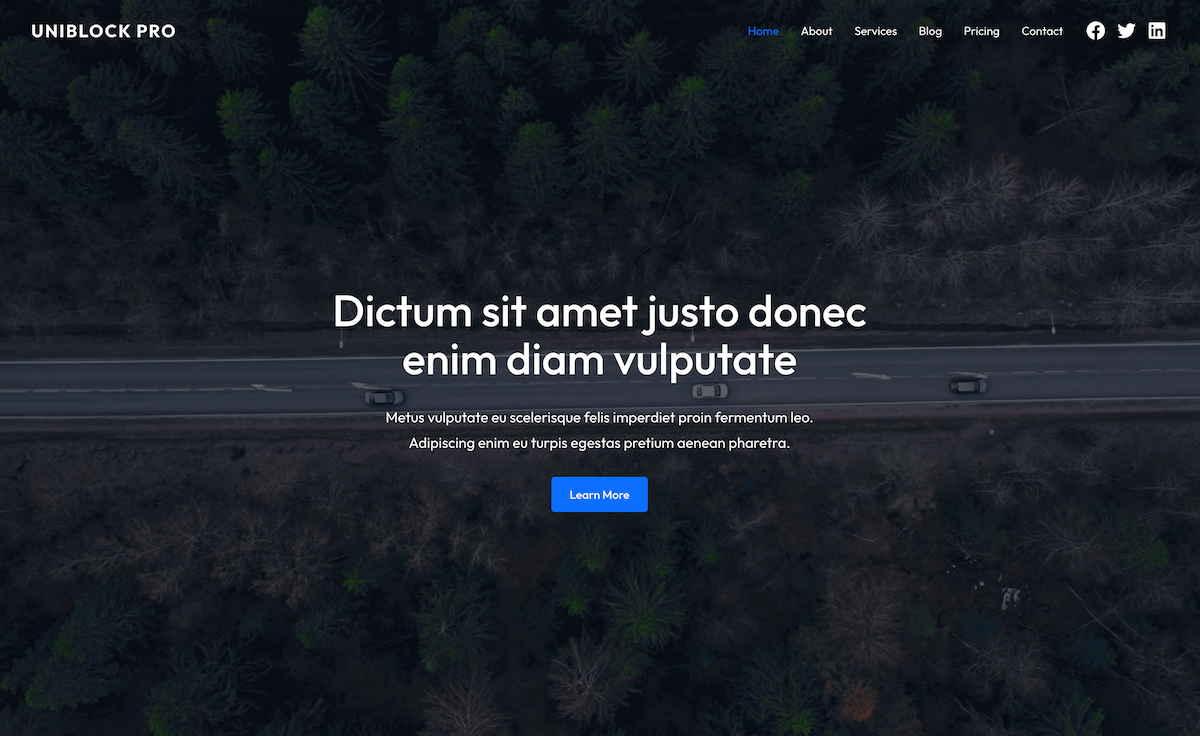 UNIBLOCK PRO
Home About Services Blog Pricing Contact
Dictum sit amet justo donec
enim diam vulputate
Metus vulputate eu scelerisque felis imperdiet proin fermentum leo.
Adipiscing enim eu turpis egestas pretium aenean pharetra.
Learn More